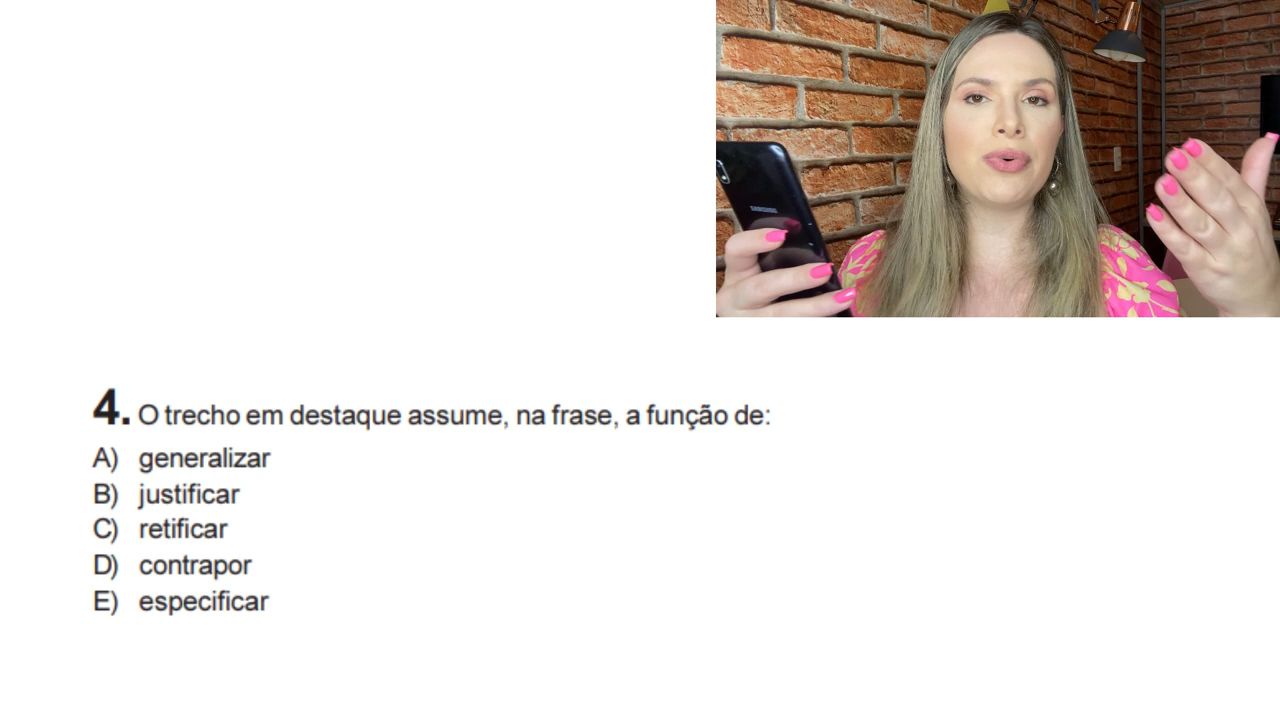 4. O trecho em destaque assume, na frase, a função de:
A) generalizar
B) justificar
C) retificar
D) contrapor
E) especificar